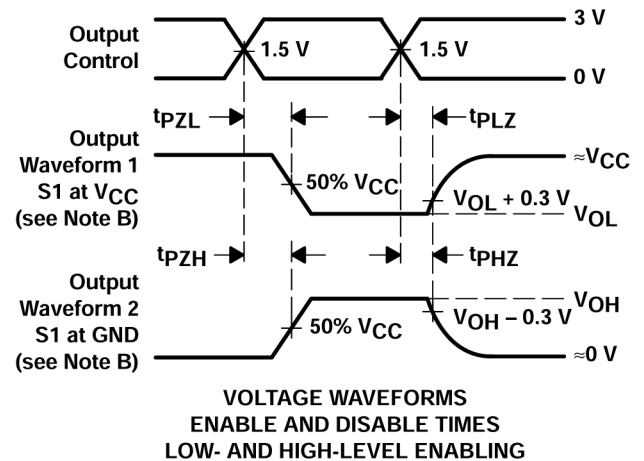 3 V
Output
Control
1.5 V
1.5 V
0 V
tPZL
tPLZ
Output
Waveform 1
S1 at VCC
(see Note B)
≈VCC
50% VCC
VOL + 0.3 V
VOL
tPZH
tPHZ
Output
Waveform 2
S1 at GND
(see Note B)
VOH
50% VCC
VOH – 0.3 V
≈0 V
VOLTAGE WAVEFORMS
ENABLE AND DISABLE TIMES
LOW- AND HIGH-LEVEL ENABLING